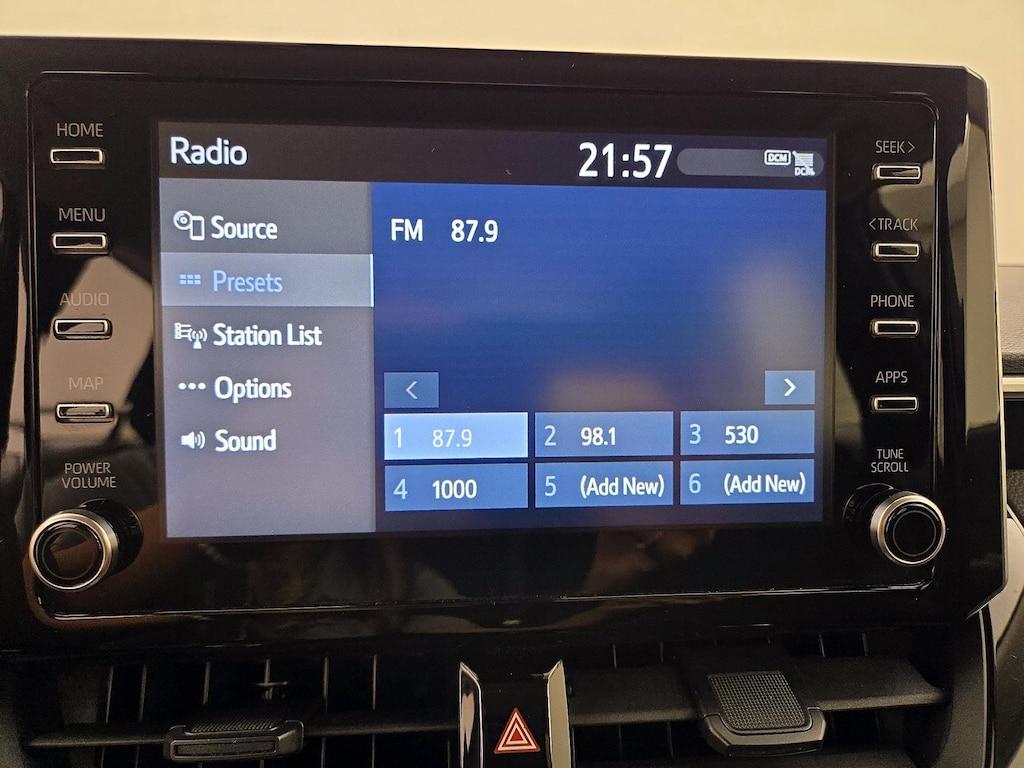 HOME
MENU
AUDIO
MAP
POWER
VOLUME
Radio
21:57
DCM
DCM
Source
Presets
Station List
Options
Sound
FM 87.9
<
>
1 87.9
2 98.1
3 530
4 1000
5 (Add New)
6 (Add New)
SEEK >
< TRACK
PHONE
APPS
TUNE
SCROLL